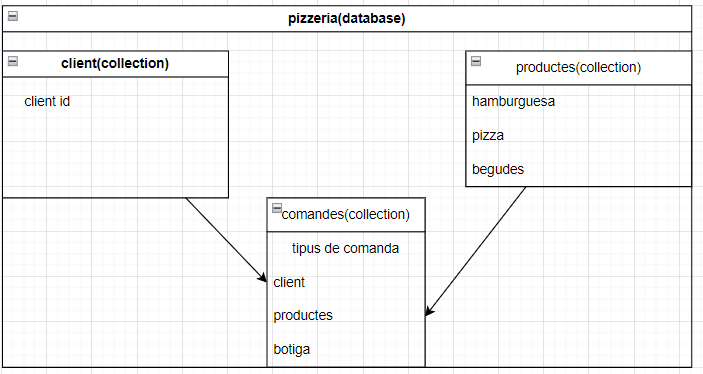 pizzeria(database)
client(collection)
client id
productes(collection)
hamburguesa
pizza
begudes
comandes(collection)
tipus de comanda
client
productes
botiga